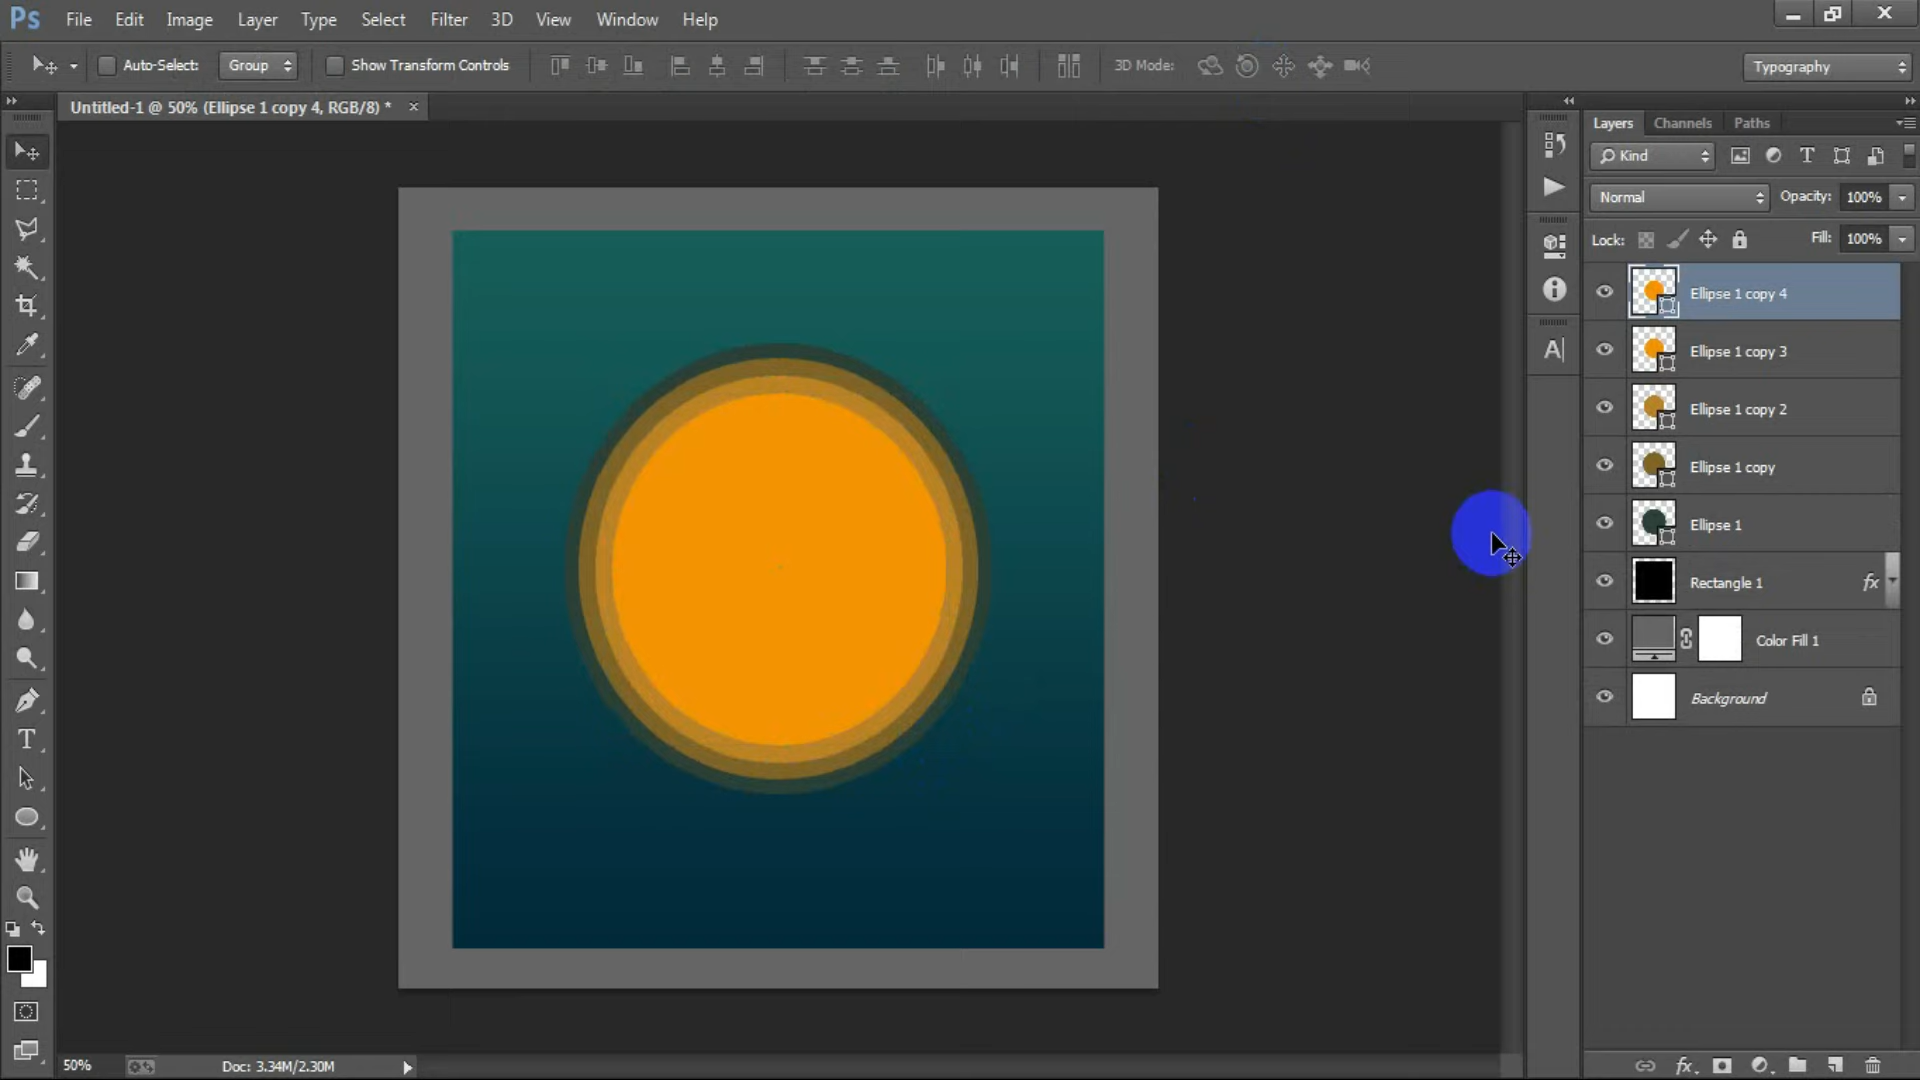 Ps File Edit Image Layer Type Select Filter 3D View Window Help
Auto-Select: Group Show Transform Controls 3D Mode: Typography
Untitled-1 @ 50% (Ellipse 1 copy 4, RGB/8) * ×
Layers Channels Paths
Kind
Normal Opacity: 100%
Lock: Fill: 100%
Ellipse 1 copy 4
Ellipse 1 copy 3
Ellipse 1 copy 2
Ellipse 1 copy
Ellipse 1
Rectangle 1 fx
Color Fill 1
Background
50% Doc: 3.34M/2.30M